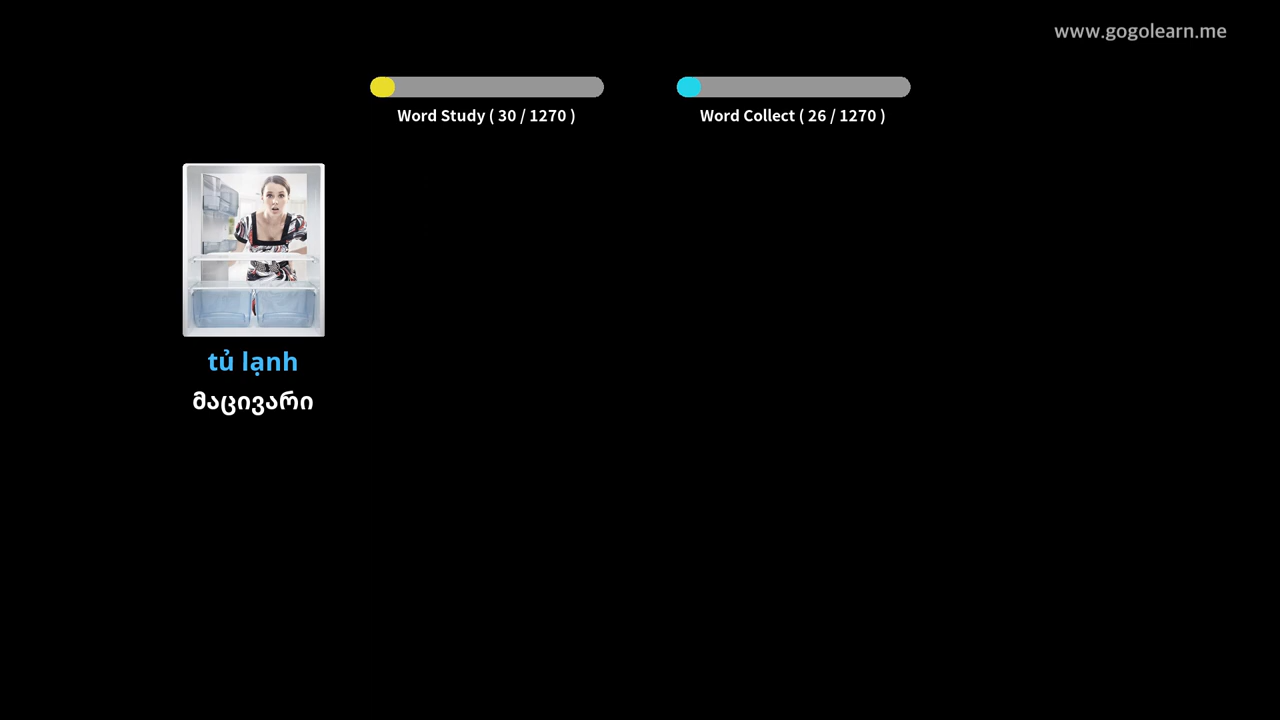 www.gogolearn.me
Word Study ( 30 / 1270 )
Word Collect ( 26 / 1270 )
tủ lạnh
მაცივარი